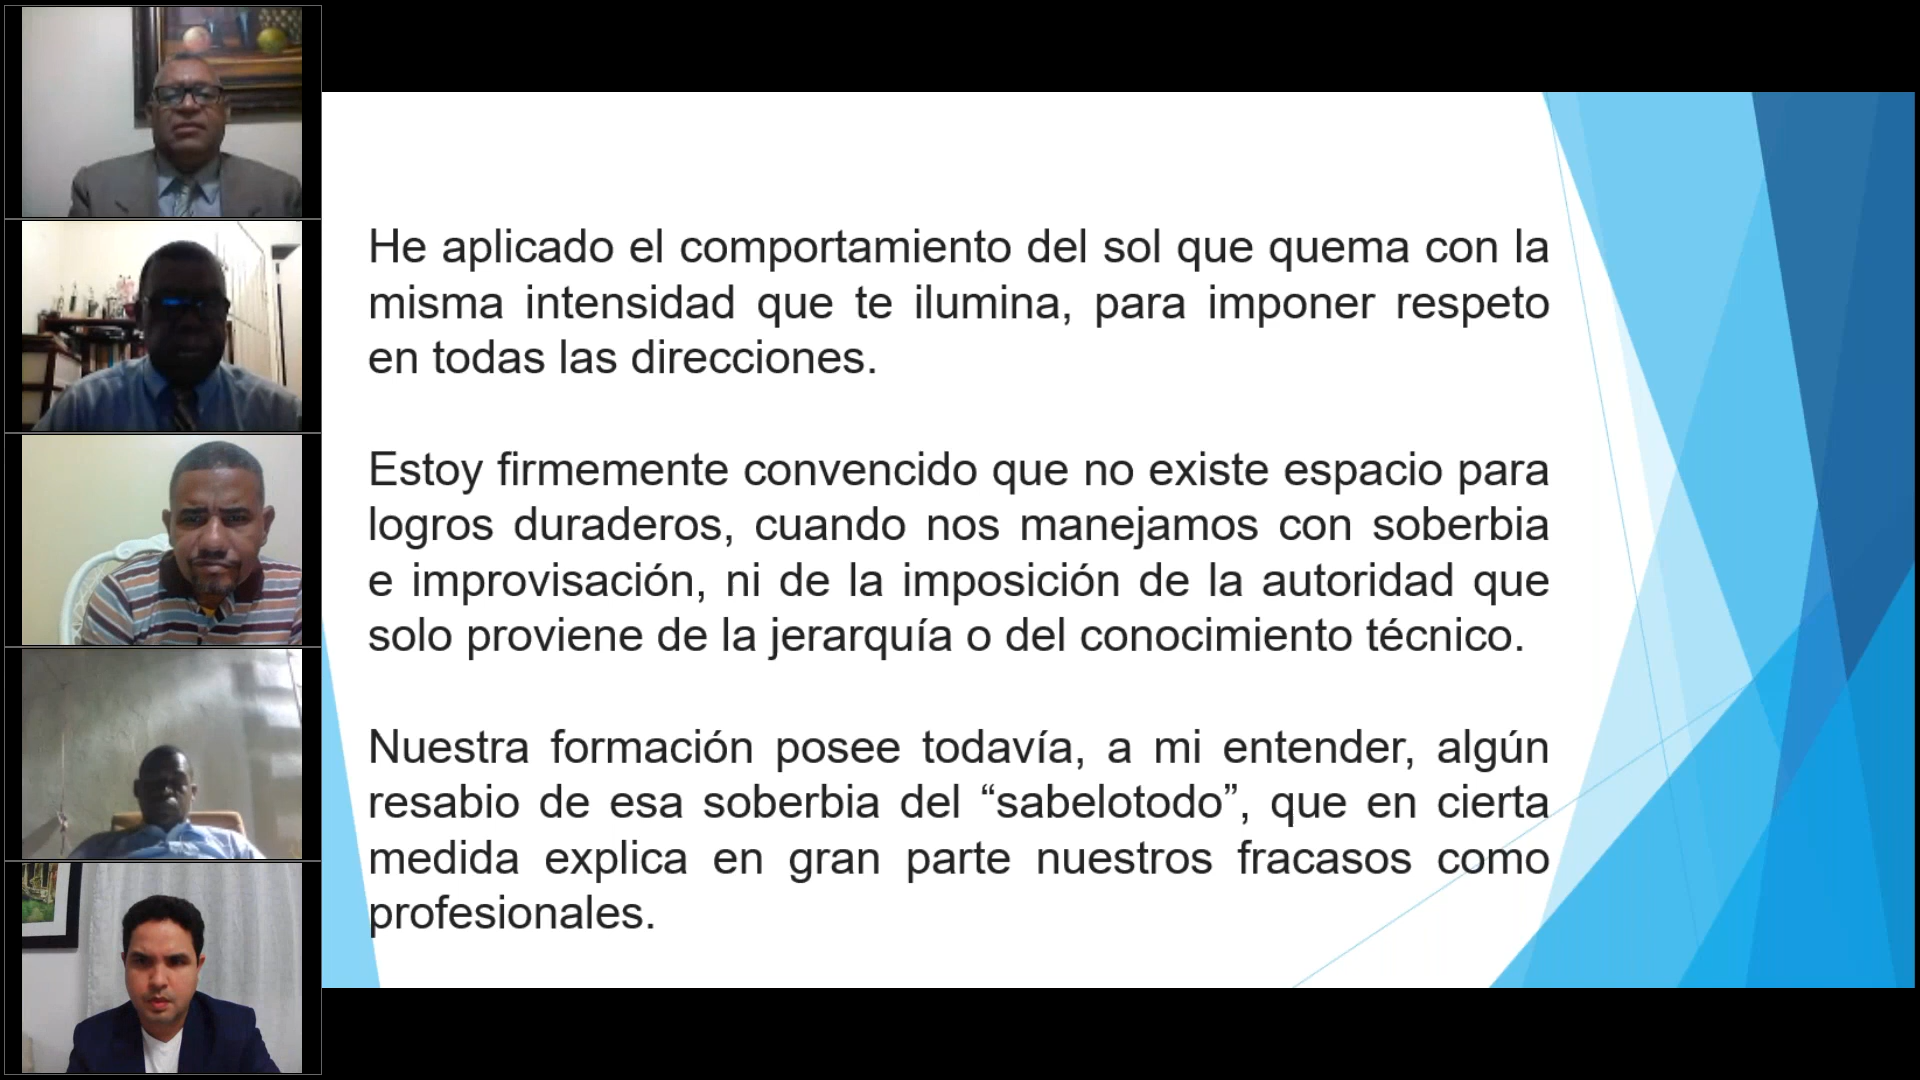 He aplicado el comportamiento del sol que quema con la
misma intensidad que te ilumina, para imponer respeto
en todas las direcciones.
Estoy firmemente convencido que no existe espacio para
logros duraderos, cuando nos manejamos con soberbia
e improvisación, ni de la imposición de la autoridad que
solo proviene de la jerarquía o del conocimiento técnico.
Nuestra formación posee todavía, a mi entender, algún
resabio de esa soberbia del “sabelotodo”, que en cierta
medida explica en gran parte nuestros fracasos como
profesionales.